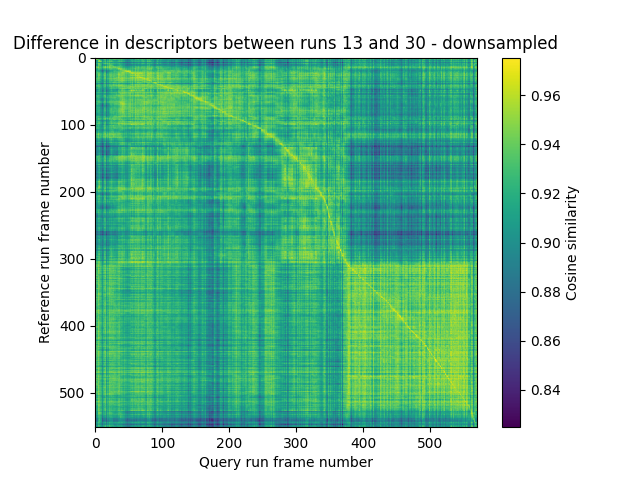 Difference in descriptors between runs 13 and 30 - downsampled
0
100
200
300
400
500
Reference run frame number
0 100 200 300 400 500
Query run frame number
0.96
0.94
0.92
0.90
0.88
0.86
0.84
Cosine similarity